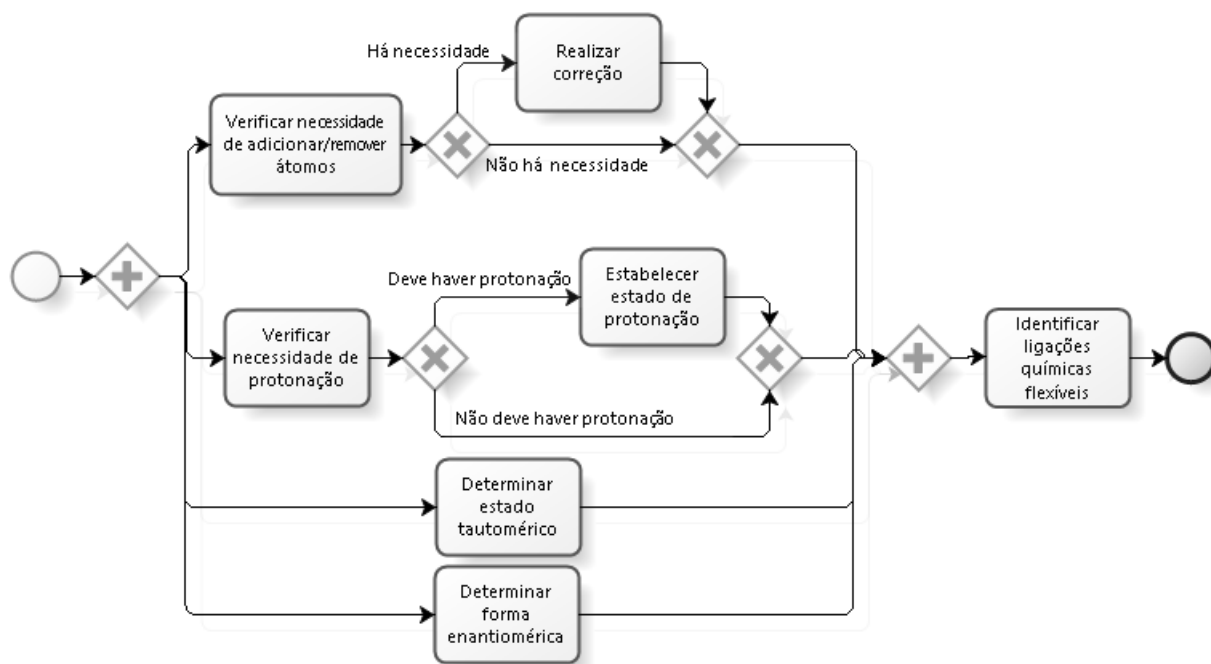 Há necessidade
Realizar
correção
Verificar necessidade
de adicionar/remover
átomos
Não há necessidade
Deve haver protonação
Estabelecer
estado de
protonação
Verificar
necessidade de
protonação
Não deve haver protonação
Identificar
ligações
químicas
flexíveis
Determinar
estado
tautomérico
Determinar
forma
enantiomérica